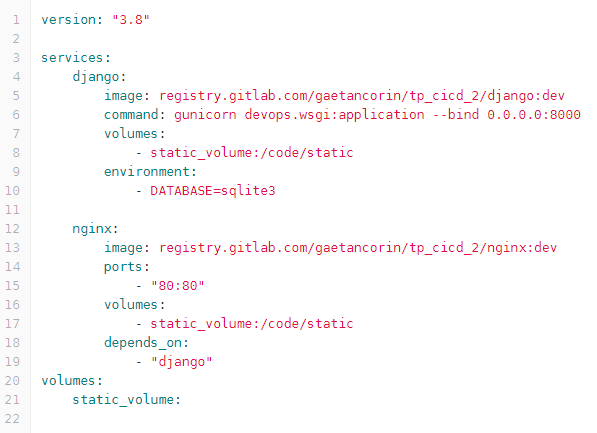 1 version: "3.8"
2
3 services:
4     django:
5         image: registry.gitlab.com/gaetancorin/tp_cicd_2/django:dev
6         command: gunicorn devops.wsgi:application --bind 0.0.0.0:8000
7         volumes:
8             - static_volume:/code/static
9         environment:
10             - DATABASE=sqlite3
11
12     nginx:
13         image: registry.gitlab.com/gaetancorin/tp_cicd_2/nginx:dev
14         ports:
15             - "80:80"
16         volumes:
17             - static_volume:/code/static
18         depends_on:
19             - "django"
20 volumes:
21     static_volume:
22